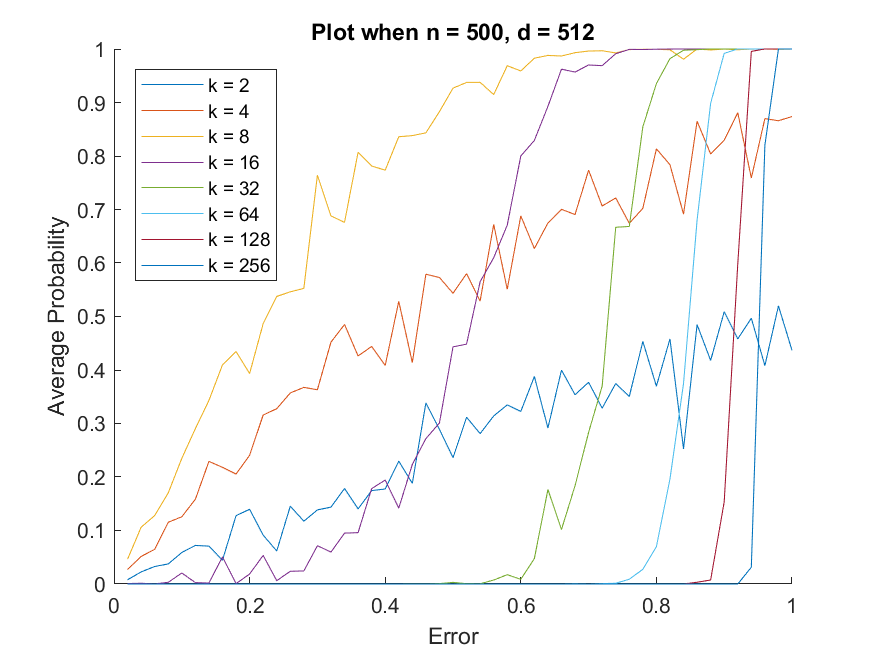 Plot when n = 500, d = 512
1
0.9
0.8
0.7
0.6
0.5
0.4
0.3
0.2
0.1
0
Average Probability
k = 2
k = 4
k = 8
k = 16
k = 32
k = 64
k = 128
k = 256
0 0.2 0.4 0.6 0.8 1
Error